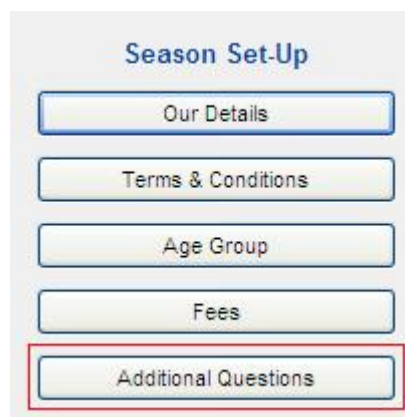 Season Set-Up
Our Details
Terms & Conditions
Age Group
Fees
Additional Questions